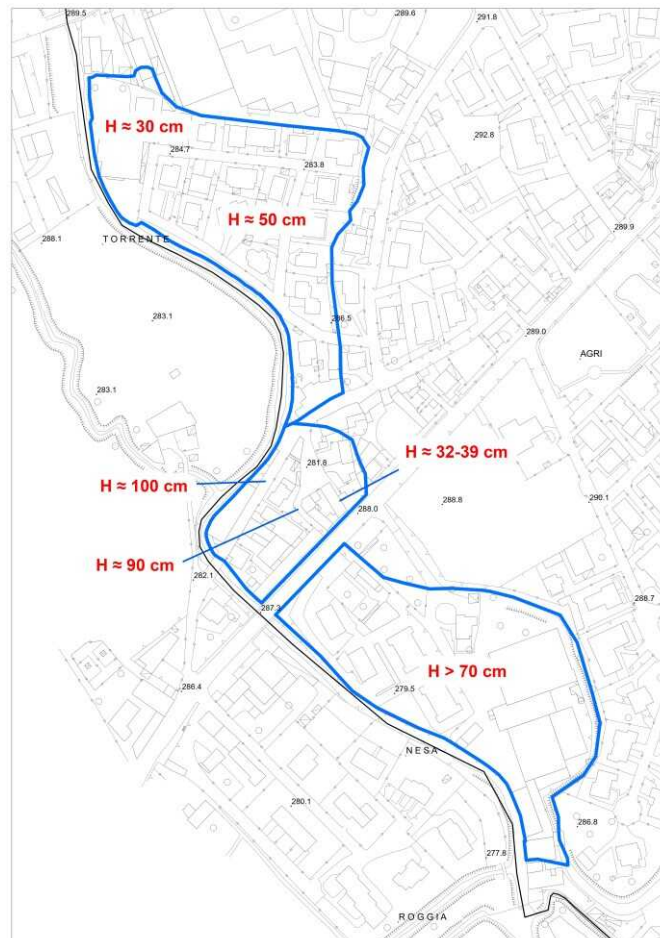 289.5
289.6
291.8
H ≈ 30 cm
284.7
283.8
292.8
H ≈ 50 cm
289.9
288.1
TORRENTE
283.1
286.5
289.0
AGRI
283.1
H ≈ 32-39 cm
281.8
H ≈ 100 cm
288.0
288.8
290.1
H ≈ 90 cm
282.1
287.3
288.7
H > 70 cm
286.4
279.5
NESA
280.1
286.8
277.8
ROGGIA